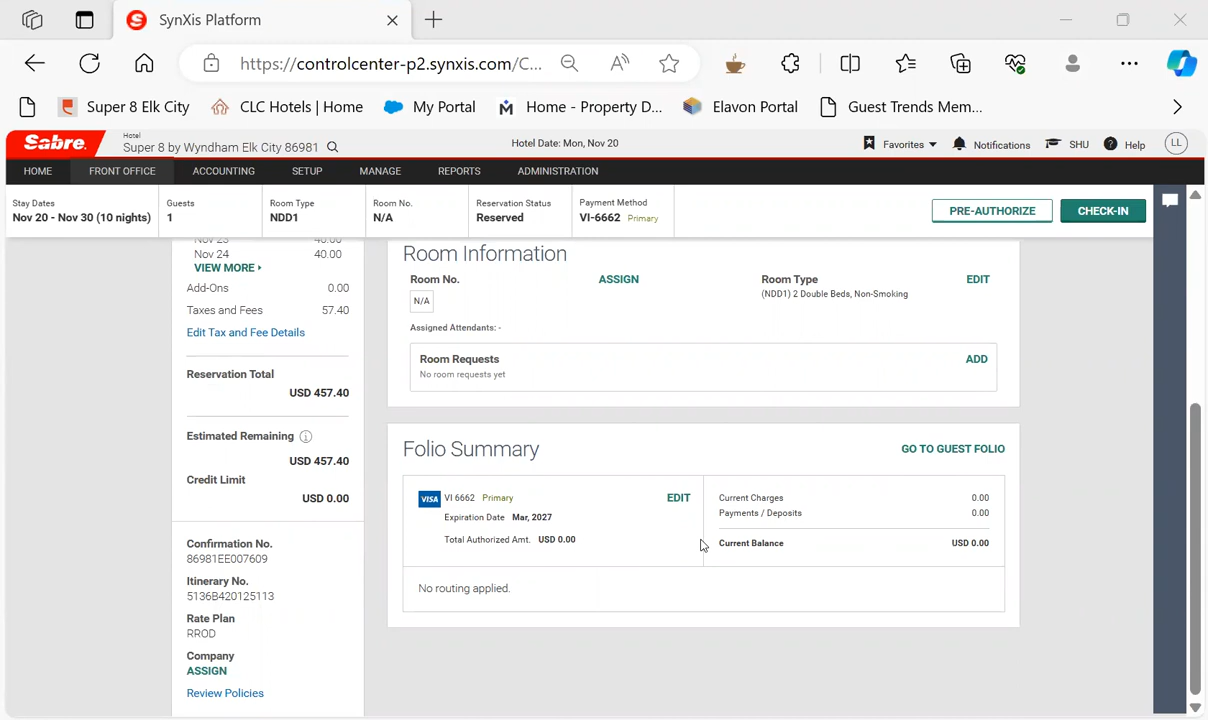 SynXis Platform
https://controlcenter-p2.synxis.com/C...
Super 8 Elk City
CLC Hotels | Home
My Portal
Home - Property D...
Elavon Portal
Guest Trends Mem...
Sabre.
Hotel
Super 8 by Wyndham Elk City 86981
Hotel Date: Mon, Nov 20
Favorites
Notifications
SHU
Help
LL
HOME
FRONT OFFICE
ACCOUNTING
SETUP
MANAGE
REPORTS
ADMINISTRATION
Stay Dates
Nov 20 - Nov 30 (10 nights)
Guests
1
Room Type
NDD1
Room No.
N/A
Reservation Status
Reserved
Payment Method
VI-6662 Primary
PRE-AUTHORIZE
CHECK-IN
Nov 23 40.00
Nov 24 40.00
VIEW MORE
Add-Ons 0.00
Taxes and Fees 57.40
Edit Tax and Fee Details
Reservation Total
USD 457.40
Estimated Remaining
USD 457.40
Credit Limit
USD 0.00
Confirmation No.
86981EE007609
Itinerary No.
5136B420125113
Rate Plan
RROD
Company
ASSIGN
Review Policies
Room Information
Room No. ASSIGN
N/A
Room Type EDIT
(NDD1) 2 Double Beds, Non-Smoking
Assigned Attendants: -
Room Requests ADD
No room requests yet
Folio Summary GO TO GUEST FOLIO
VISA VI 6662 Primary EDIT
Expiration Date Mar, 2027
Total Authorized Amt. USD 0.00
Current Charges 0.00
Payments / Deposits 0.00
Current Balance USD 0.00
No routing applied.